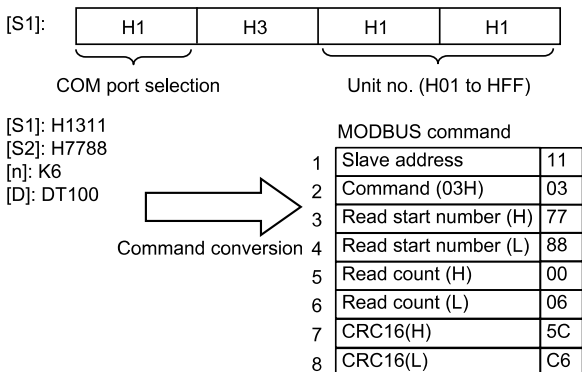 [S1]: H1 H3 H1 H1
COM port selection Unit no. (H01 to HFF)
[S1]: H1311
[S2]: H7788
[n]: K6
[D]: DT100
Command conversion
MODBUS command
1 Slave address 11
2 Command (03H) 03
3 Read start number (H) 77
4 Read start number (L) 88
5 Read count (H) 00
6 Read count (L) 06
7 CRC16(H) 5C
8 CRC16(L) C6